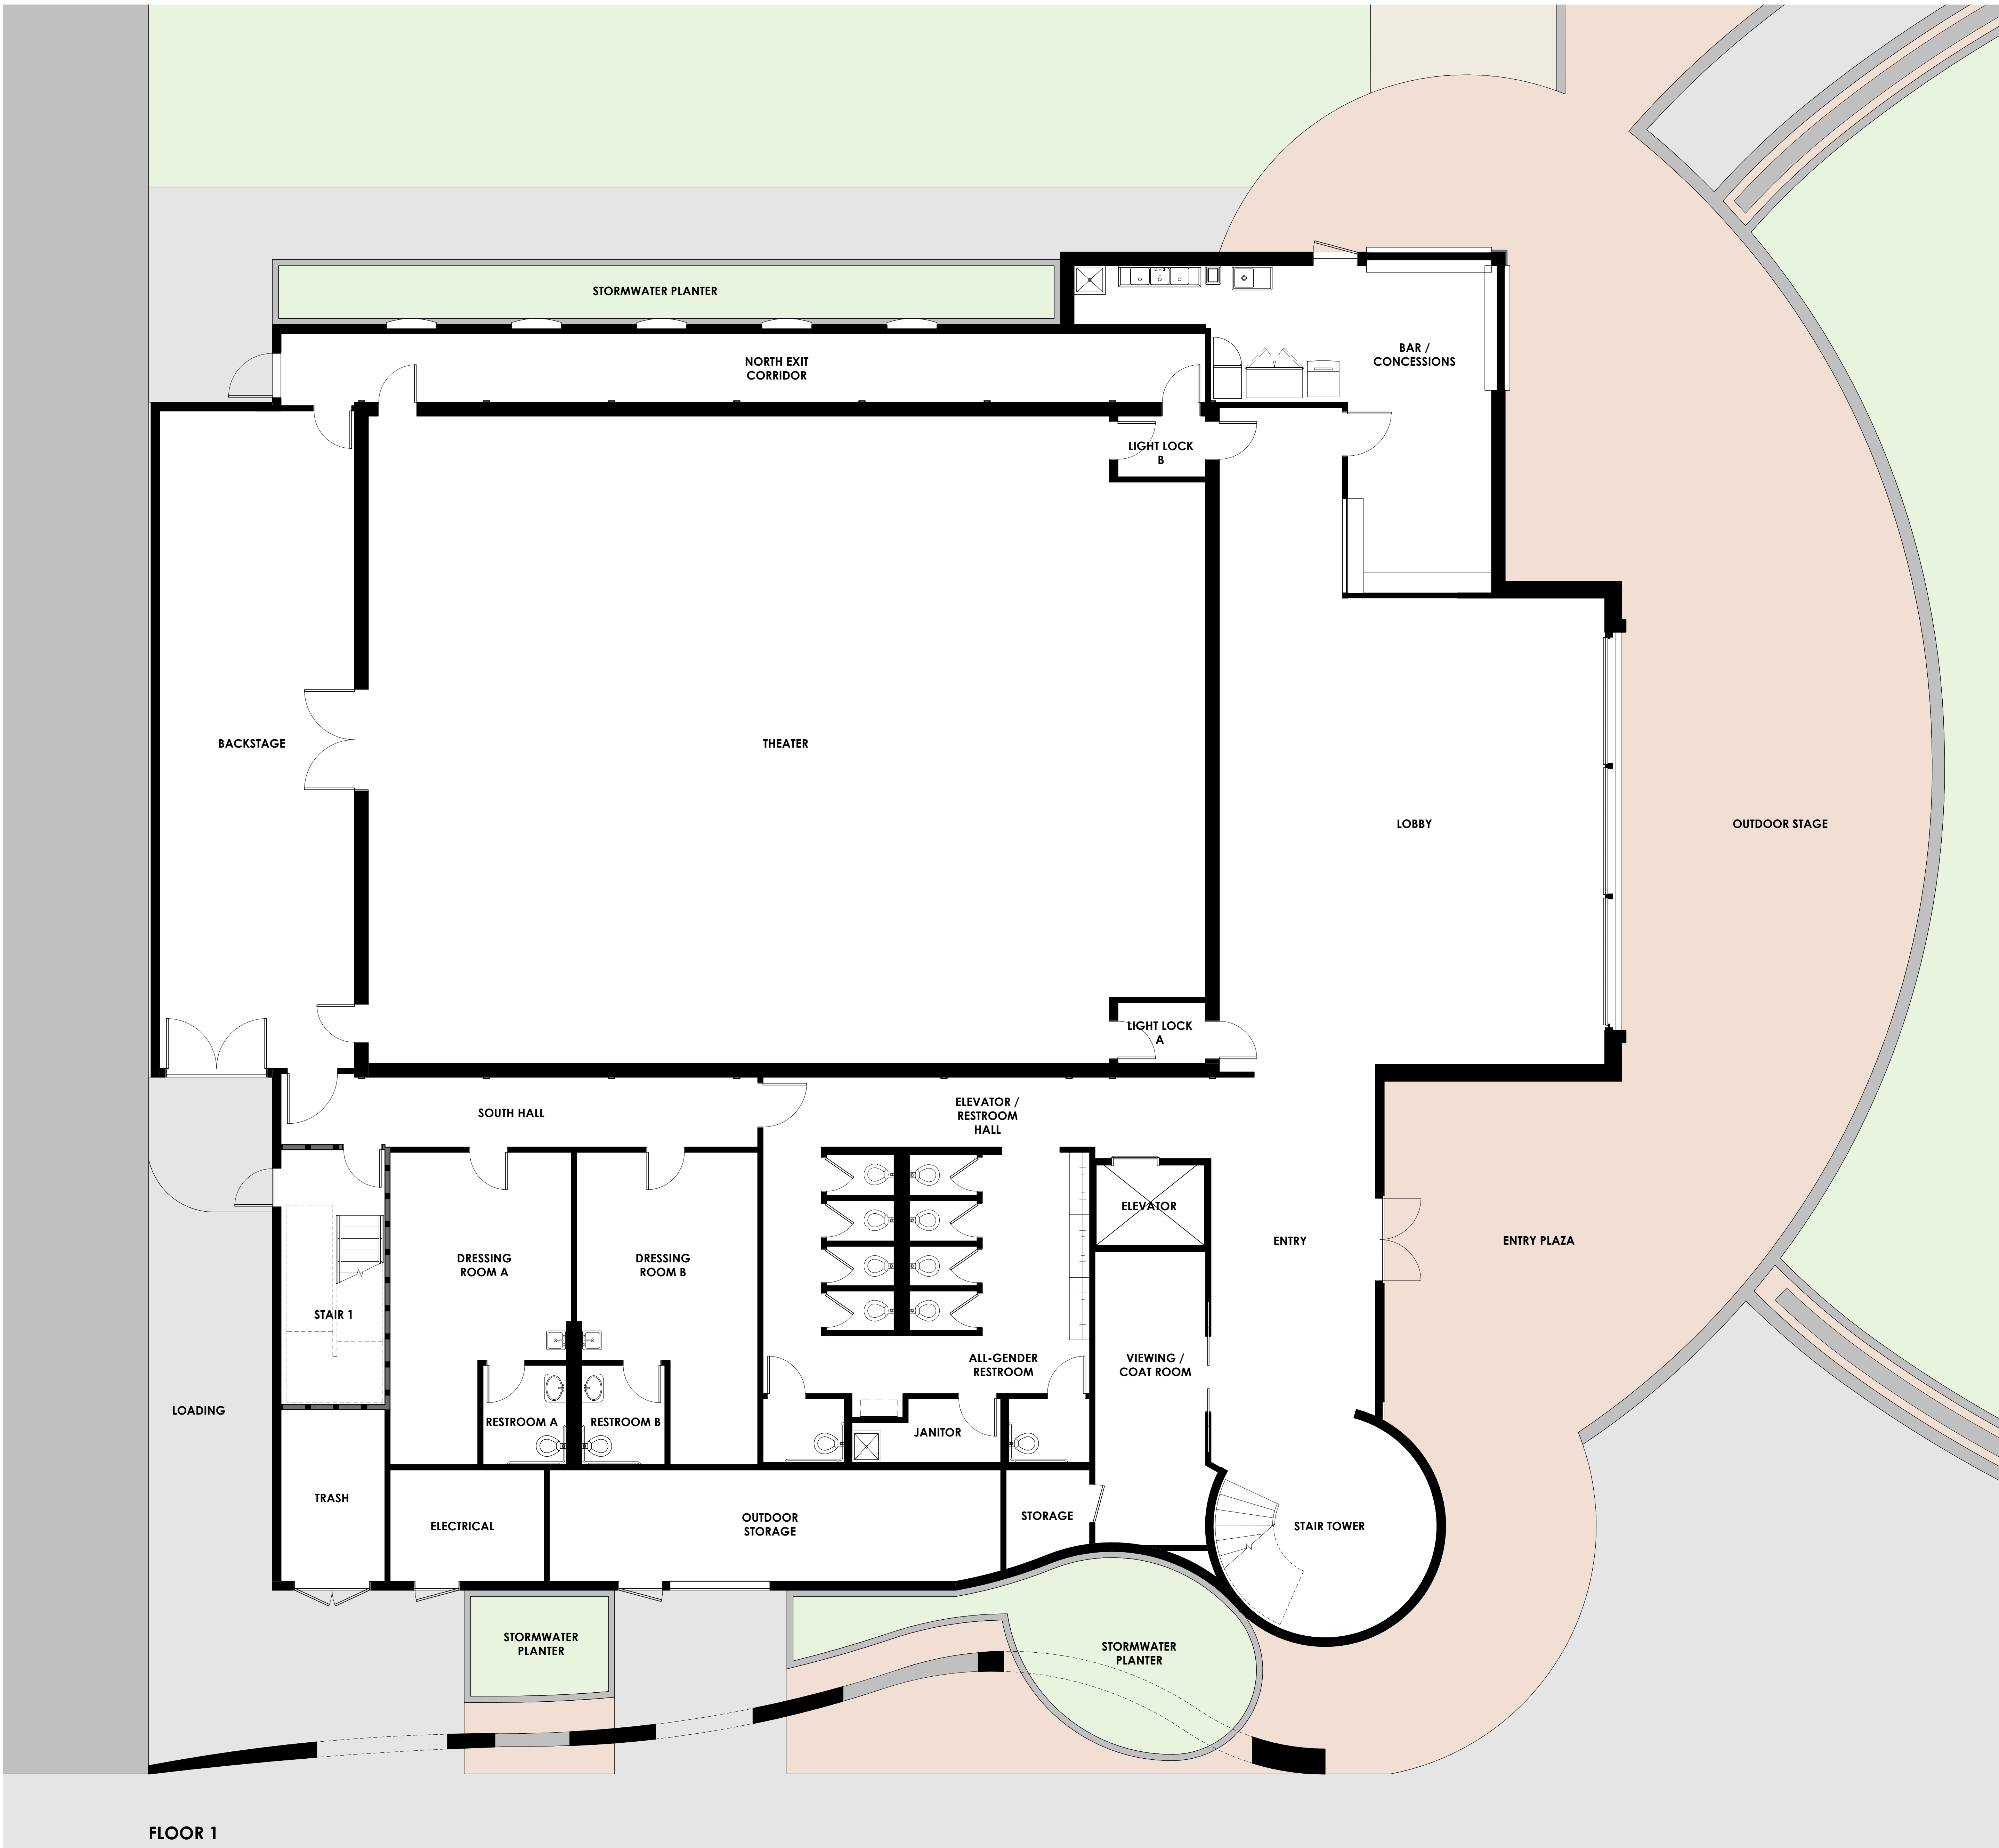 STORMWATER PLANTER
NORTH EXIT
CORRIDOR
BAR /
CONCESSIONS
LIGHT LOCK
B
BACKSTAGE
THEATER
LOBBY
OUTDOOR STAGE
LIGHT LOCK
A
SOUTH HALL
ELEVATOR /
RESTROOM
HALL
ELEVATOR
ENTRY
ENTRY PLAZA
DRESSING
ROOM A
DRESSING
ROOM B
STAIR 1
ALL-GENDER
RESTROOM
VIEWING /
COAT ROOM
LOADING
RESTROOM A
RESTROOM B
JANITOR
TRASH
ELECTRICAL
OUTDOOR
STORAGE
STORAGE
STAIR TOWER
STORMWATER
PLANTER
STORMWATER
PLANTER
FLOOR 1